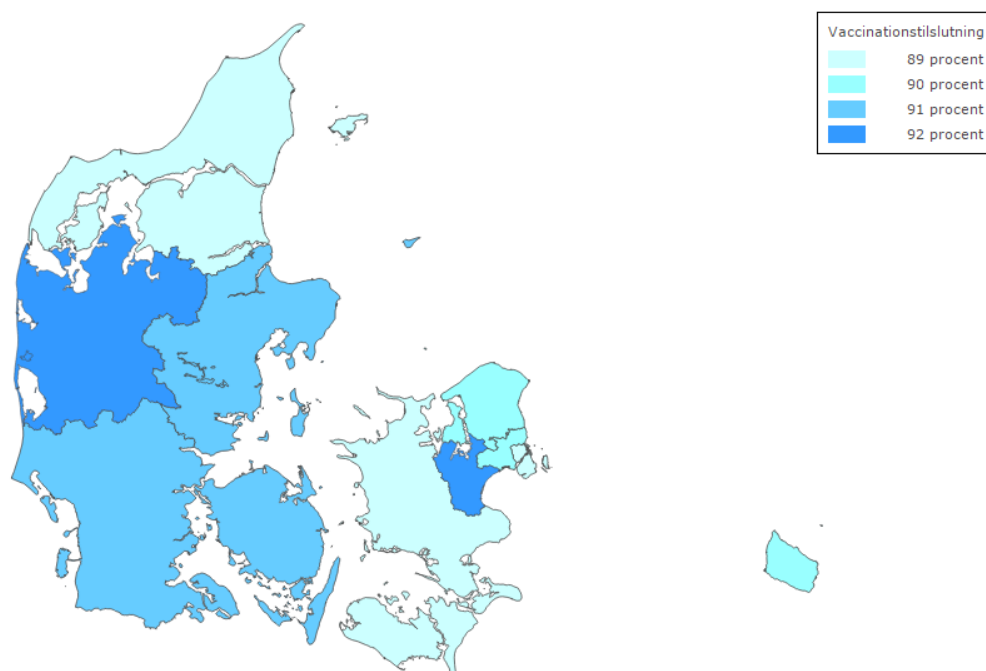 Vaccinationstilslutning
89 procent
90 procent
91 procent
92 procent